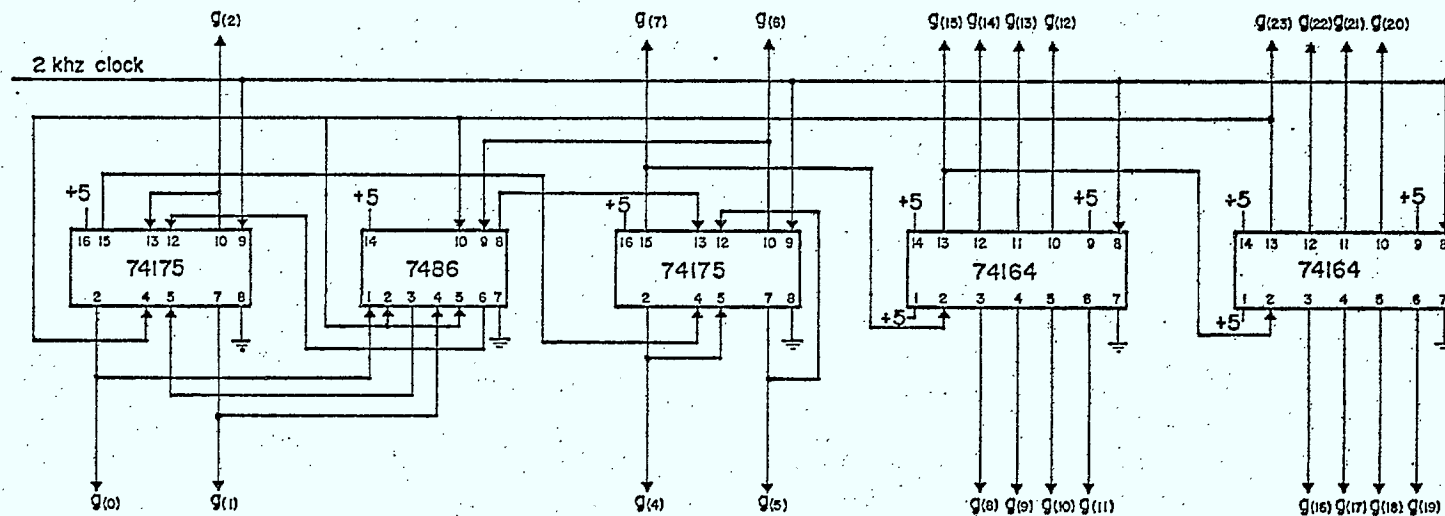 g(2) g(7) g(6) g(15) g(14) g(13) g(12) g(23) g(22) g(21) g(20)
2 khz clock
+5 +5 +5 +5 +5 +5
16 15 13 12 10 9 14 10 9 8 16 15 13 12 10 9 14 13 12 11 10 9 8 14 13 12 11 10 9 8
74175 7486 74175 74164 74164
2 4 5 7 8 1 2 3 4 5 6 7 2 4 5 7 8 1 2 3 4 5 6 7 1 2 3 4 5 6 7
+5 +5
g(0) g(1) g(4) g(5) g(8) g(9) g(10) g(11) g(16) g(17) g(18) g(19)